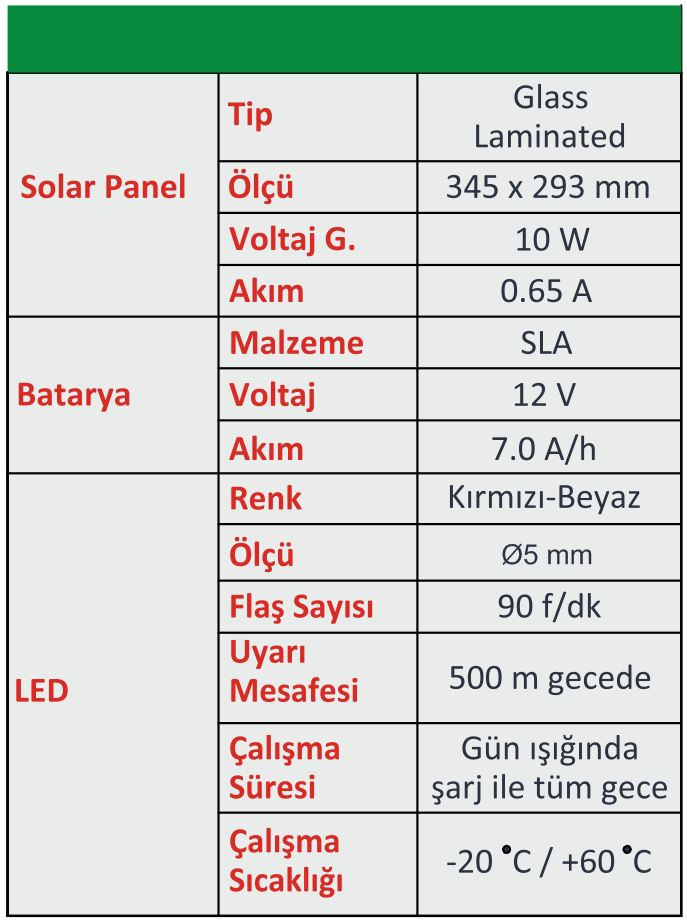 Solar Panel
Tip
Glass
Laminated
Ölçü
345 x 293 mm
Voltaj G.
10 W
Akım
0.65 A
Batarya
Malzeme
SLA
Voltaj
12 V
Akım
7.0 A/h
LED
Renk
Kırmızı-Beyaz
Ölçü
Ø5 mm
Flaş Sayısı
90 f/dk
Uyarı
Mesafesi
500 m gecede
Çalışma
Süresi
Gün ışığında
şarj ile tüm gece
Çalışma
Sıcaklığı
-20 °C / +60 °C